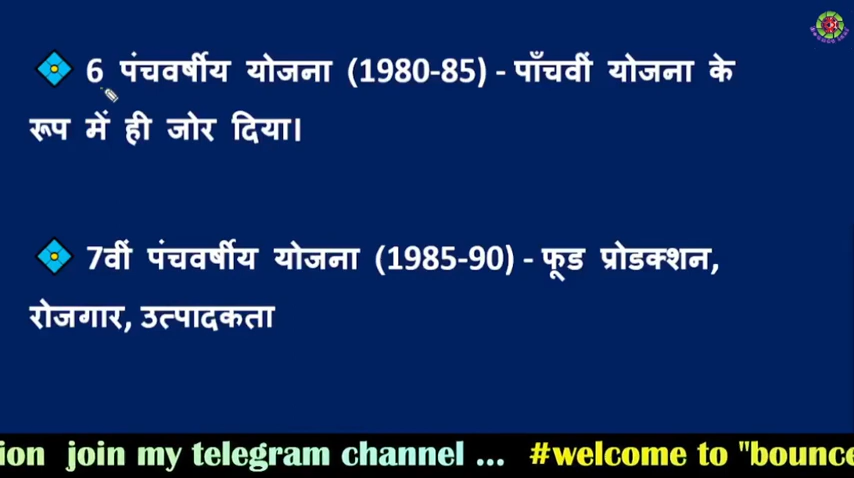 6 पंचवर्षीय योजना (1980-85) - पाँचवीं योजना के
रूप में ही जोर दिया।
7वीं पंचवर्षीय योजना (1985-90) - फूड प्रोडक्शन,
रोजगार, उत्पादकता
ion join my telegram channel ... #welcome to "bounce